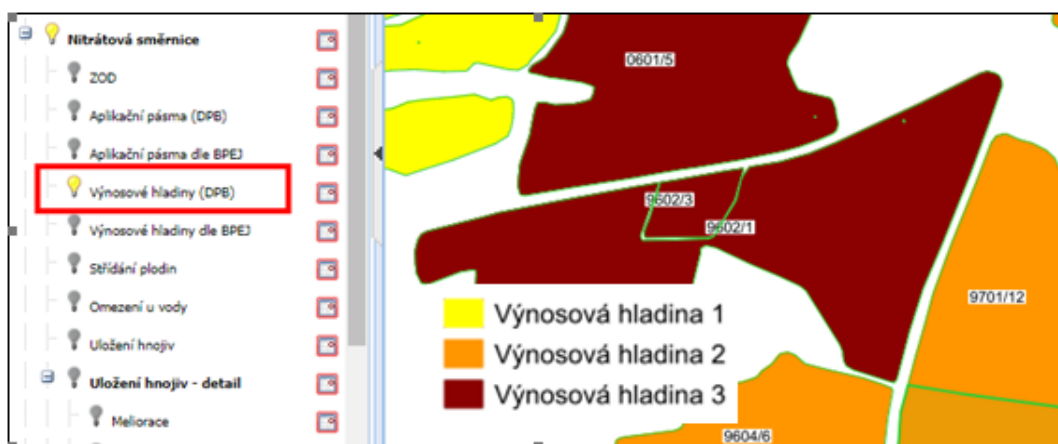 Nitrátová směrnice
ZOD
Aplikační pásma (DPB)
Aplikační pásma dle BPEJ
Výnosové hladiny (DPB)
Výnosové hladiny dle BPEJ
Střídání plodin
Omezení u vody
Uložení hnojiv
Uložení hnojiv - detail
Meliorace
0601/5
9602/3
9602/1
9701/12
Výnosová hladina 1
Výnosová hladina 2
Výnosová hladina 3
9604/6